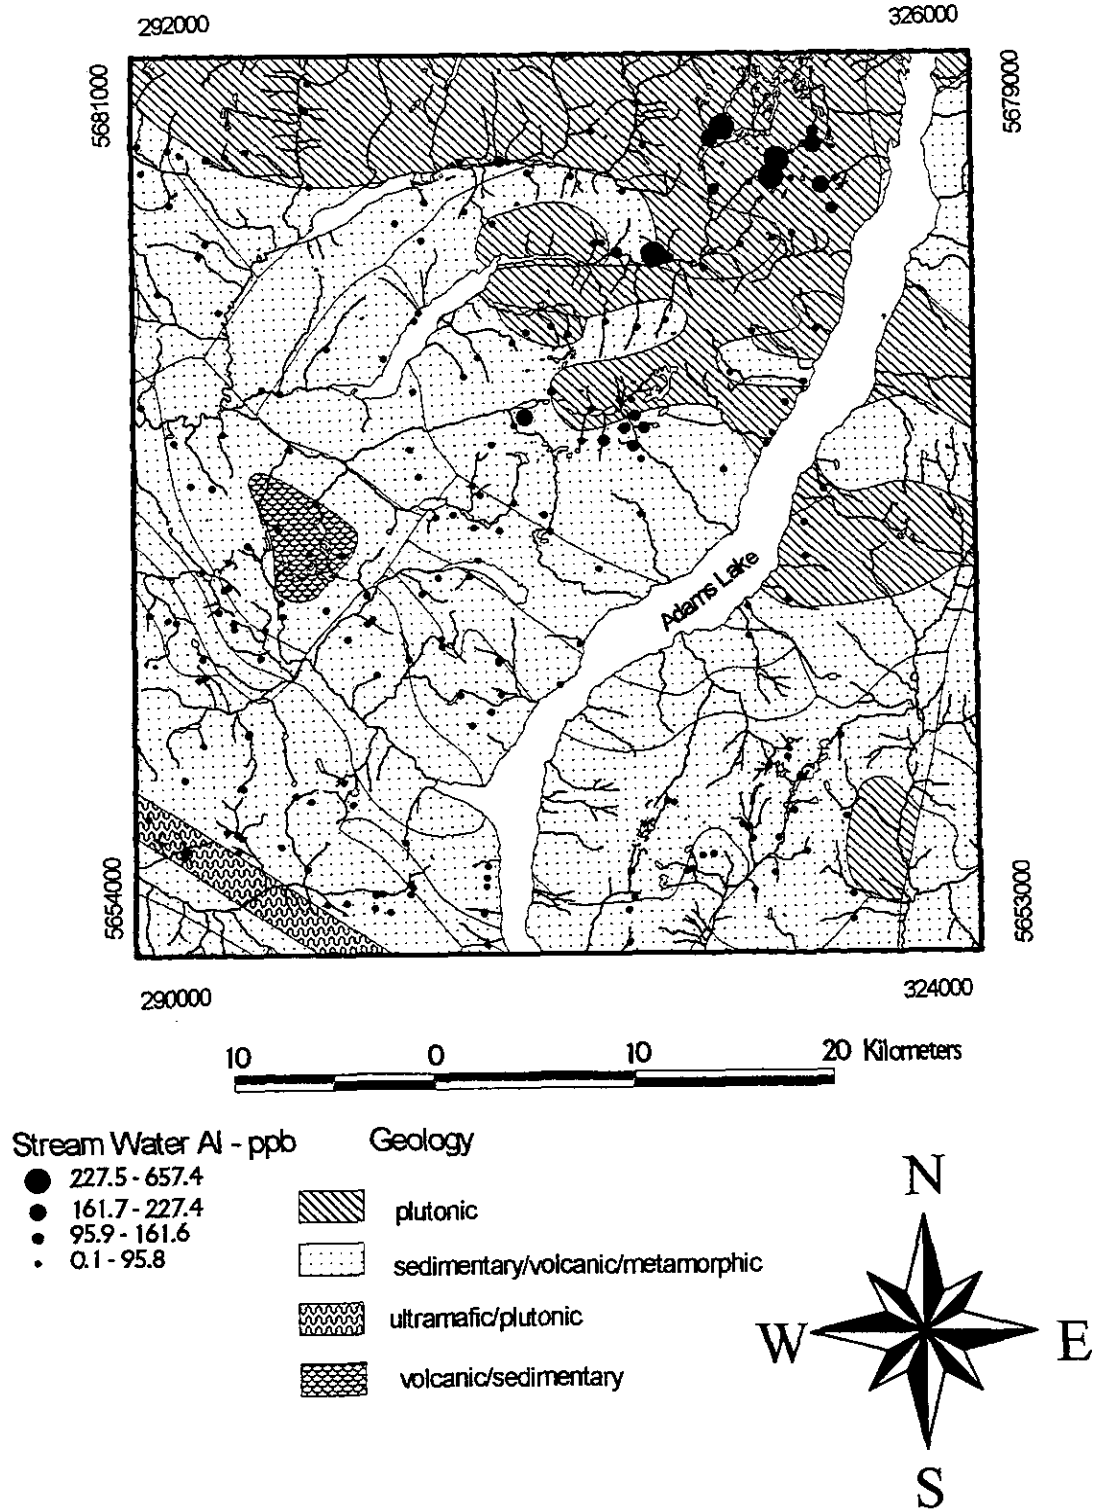 292000
326000
5681000
5679000
Adams Lake
5654000
5653000
290000
324000
10 0 10 20 Kilometers
Stream Water Al - ppb
227.5 - 657.4
161.7 - 227.4
95.9 - 161.6
0.1 - 95.8
Geology
plutonic
sedimentary/volcanic/metamorphic
ultramafic/plutonic
volcanic/sedimentary
N
W
E
S